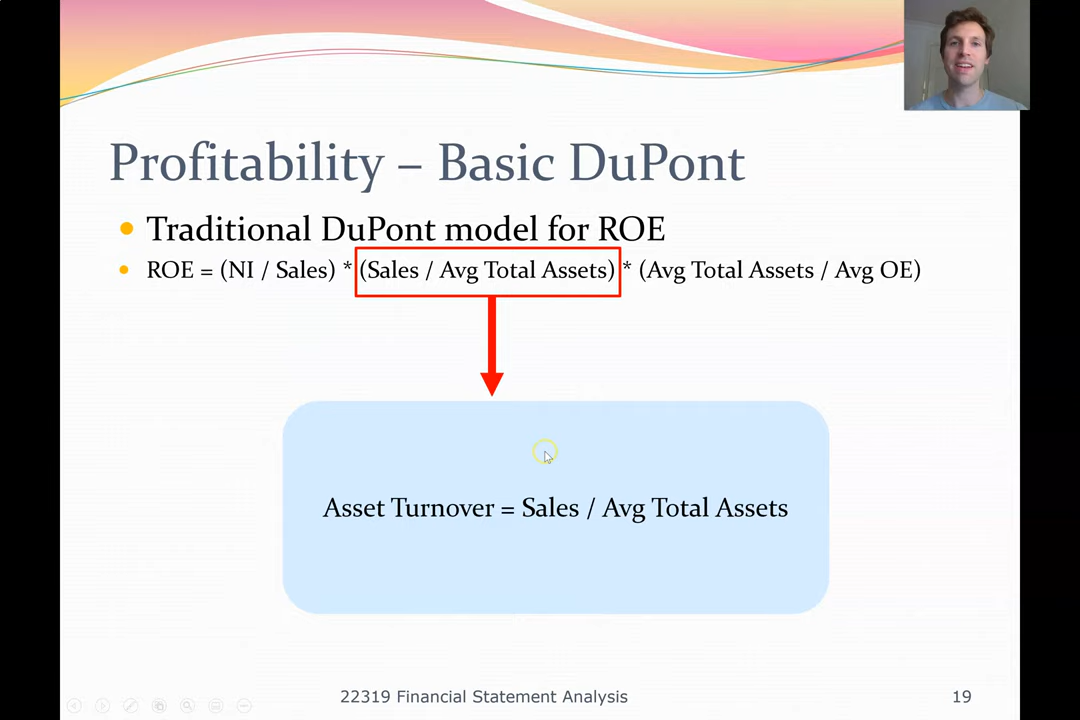 Profitability – Basic DuPont
Traditional DuPont model for ROE
ROE = (NI / Sales) * (Sales / Avg Total Assets) * (Avg Total Assets / Avg OE)
Asset Turnover = Sales / Avg Total Assets
22319 Financial Statement Analysis
19